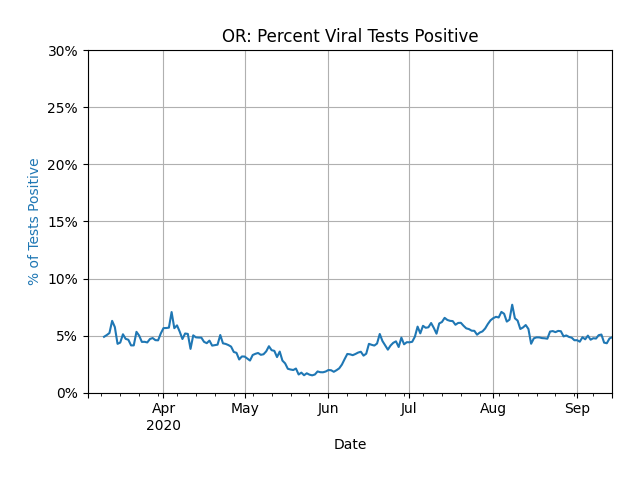 OR: Percent Viral Tests Positive
30%
25%
20%
15%
10%
5%
0%
% of Tests Positive
Apr May Jun Jul Aug Sep
2020
Date